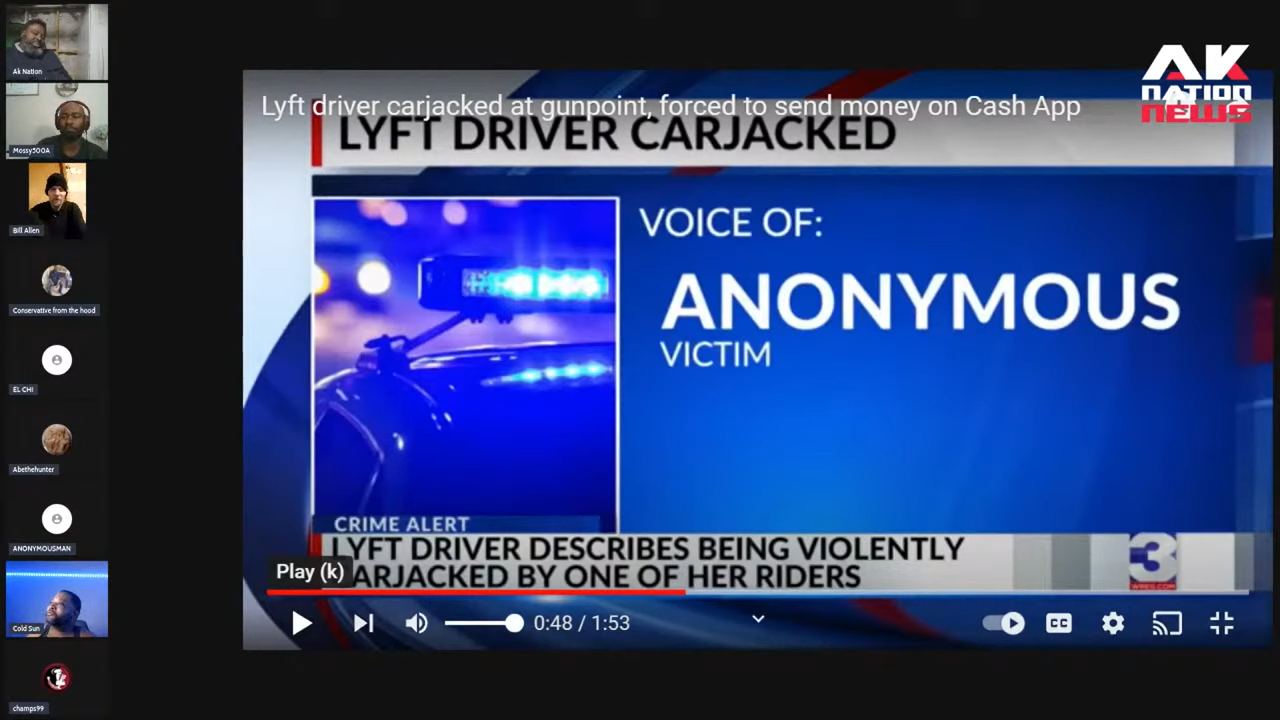 Ak Nation
Mossy500A
Bill Allen
Conservative from the hood
EL CHI
Abethehunter
ANONYMOUSMAN
Cold Sun
champs99
AK
NATION
NEWS
Lyft driver carjacked at gunpoint, forced to send money on Cash App
LYFT DRIVER CARJACKED
VOICE OF:
ANONYMOUS
VICTIM
CRIME ALERT
LYFT DRIVER DESCRIBES BEING VIOLENTLY
ARJACKED BY ONE OF HER RIDERS
3
WREG.COM
Play (k)
0:48 / 1:53
CC